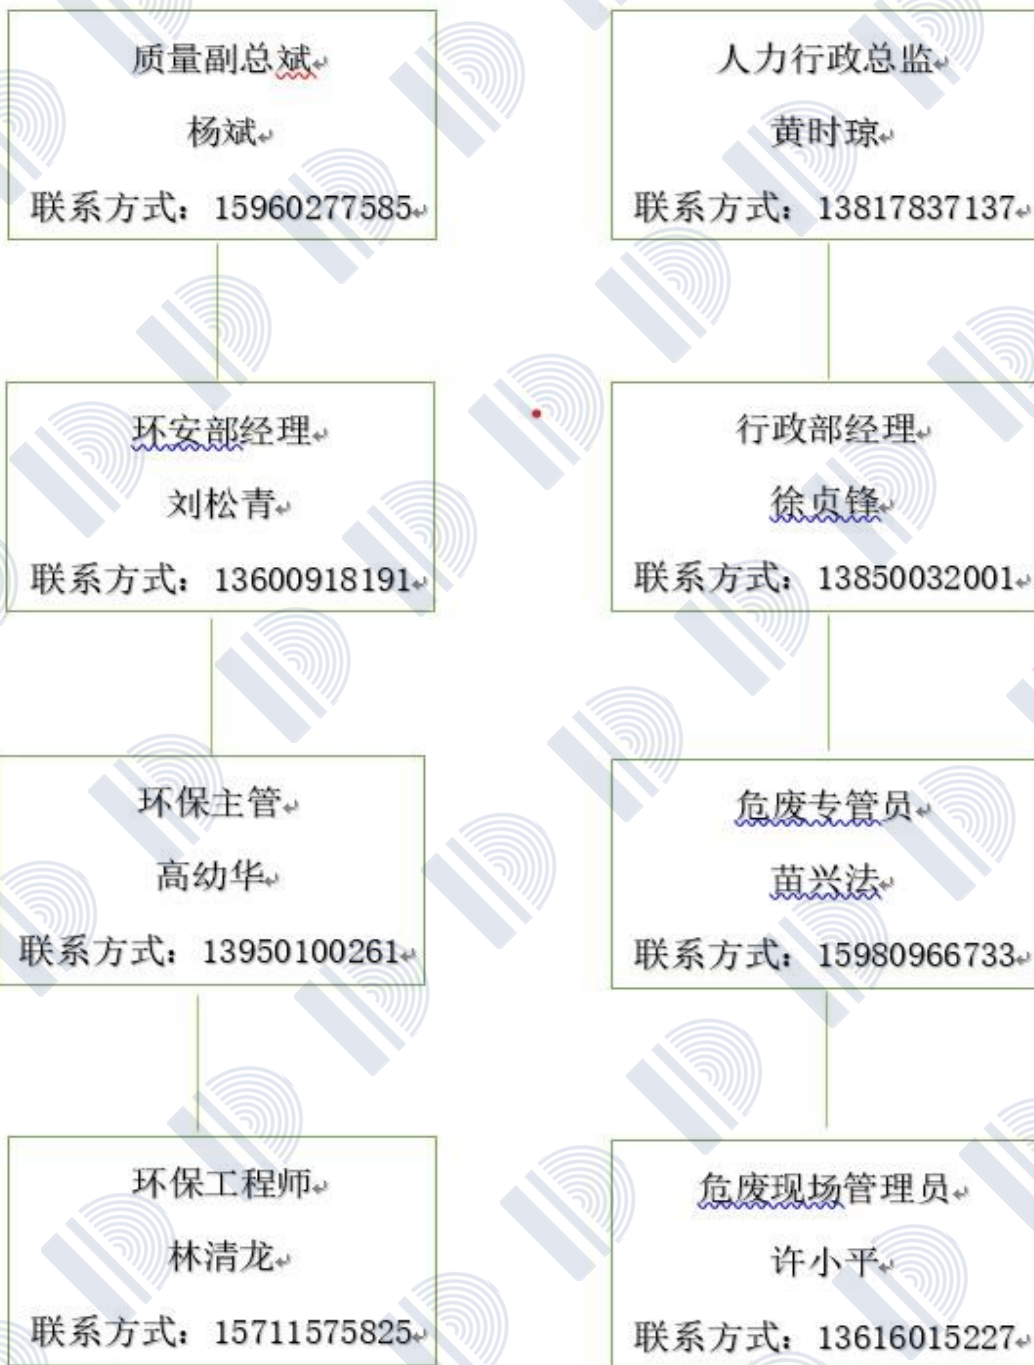 质量副总斌
杨斌
联系方式：15960277585
环安部经理
刘松青
联系方式：13600918191
环保主管
高幼华
联系方式：13950100261
环保工程师
林清龙
联系方式：15711575825
人力行政总监
黄时琼
联系方式：13817837137
行政部经理
徐贞锋
联系方式：13850032001
危废专管员
苗兴法
联系方式：15980966733
危废现场管理员
许小平
联系方式：13616015227